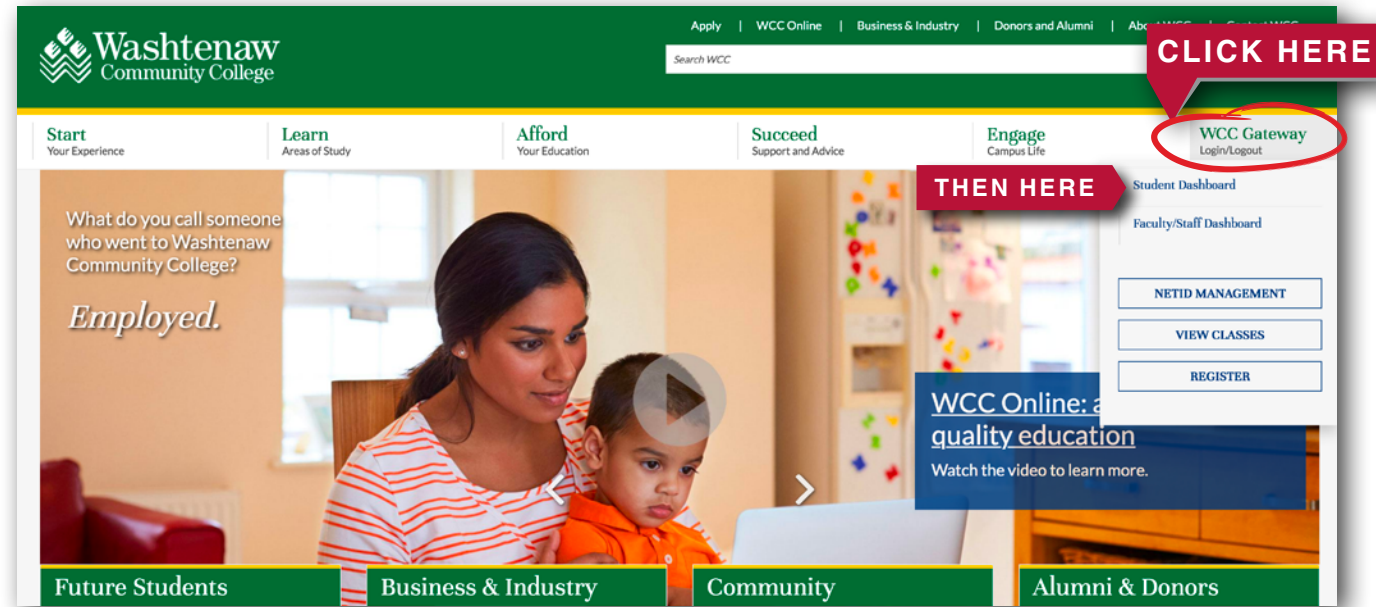 Washtenaw
Community College
Apply | WCC Online | Business & Industry | Donors and Alumni |
Search WCC
CLICK HERE
Start
Your Experience
Learn
Areas of Study
Afford
Your Education
Succeed
Support and Advice
Engage
Campus Life
WCC Gateway
Login/Logout
THEN HERE
Student Dashboard
Faculty/Staff Dashboard
NETID MANAGEMENT
VIEW CLASSES
REGISTER
What do you call someone
who went to Washtenaw
Community College?
Employed.
WCC Online:
quality education
Watch the video to learn more.
Future Students
Business & Industry
Community
Alumni & Donors